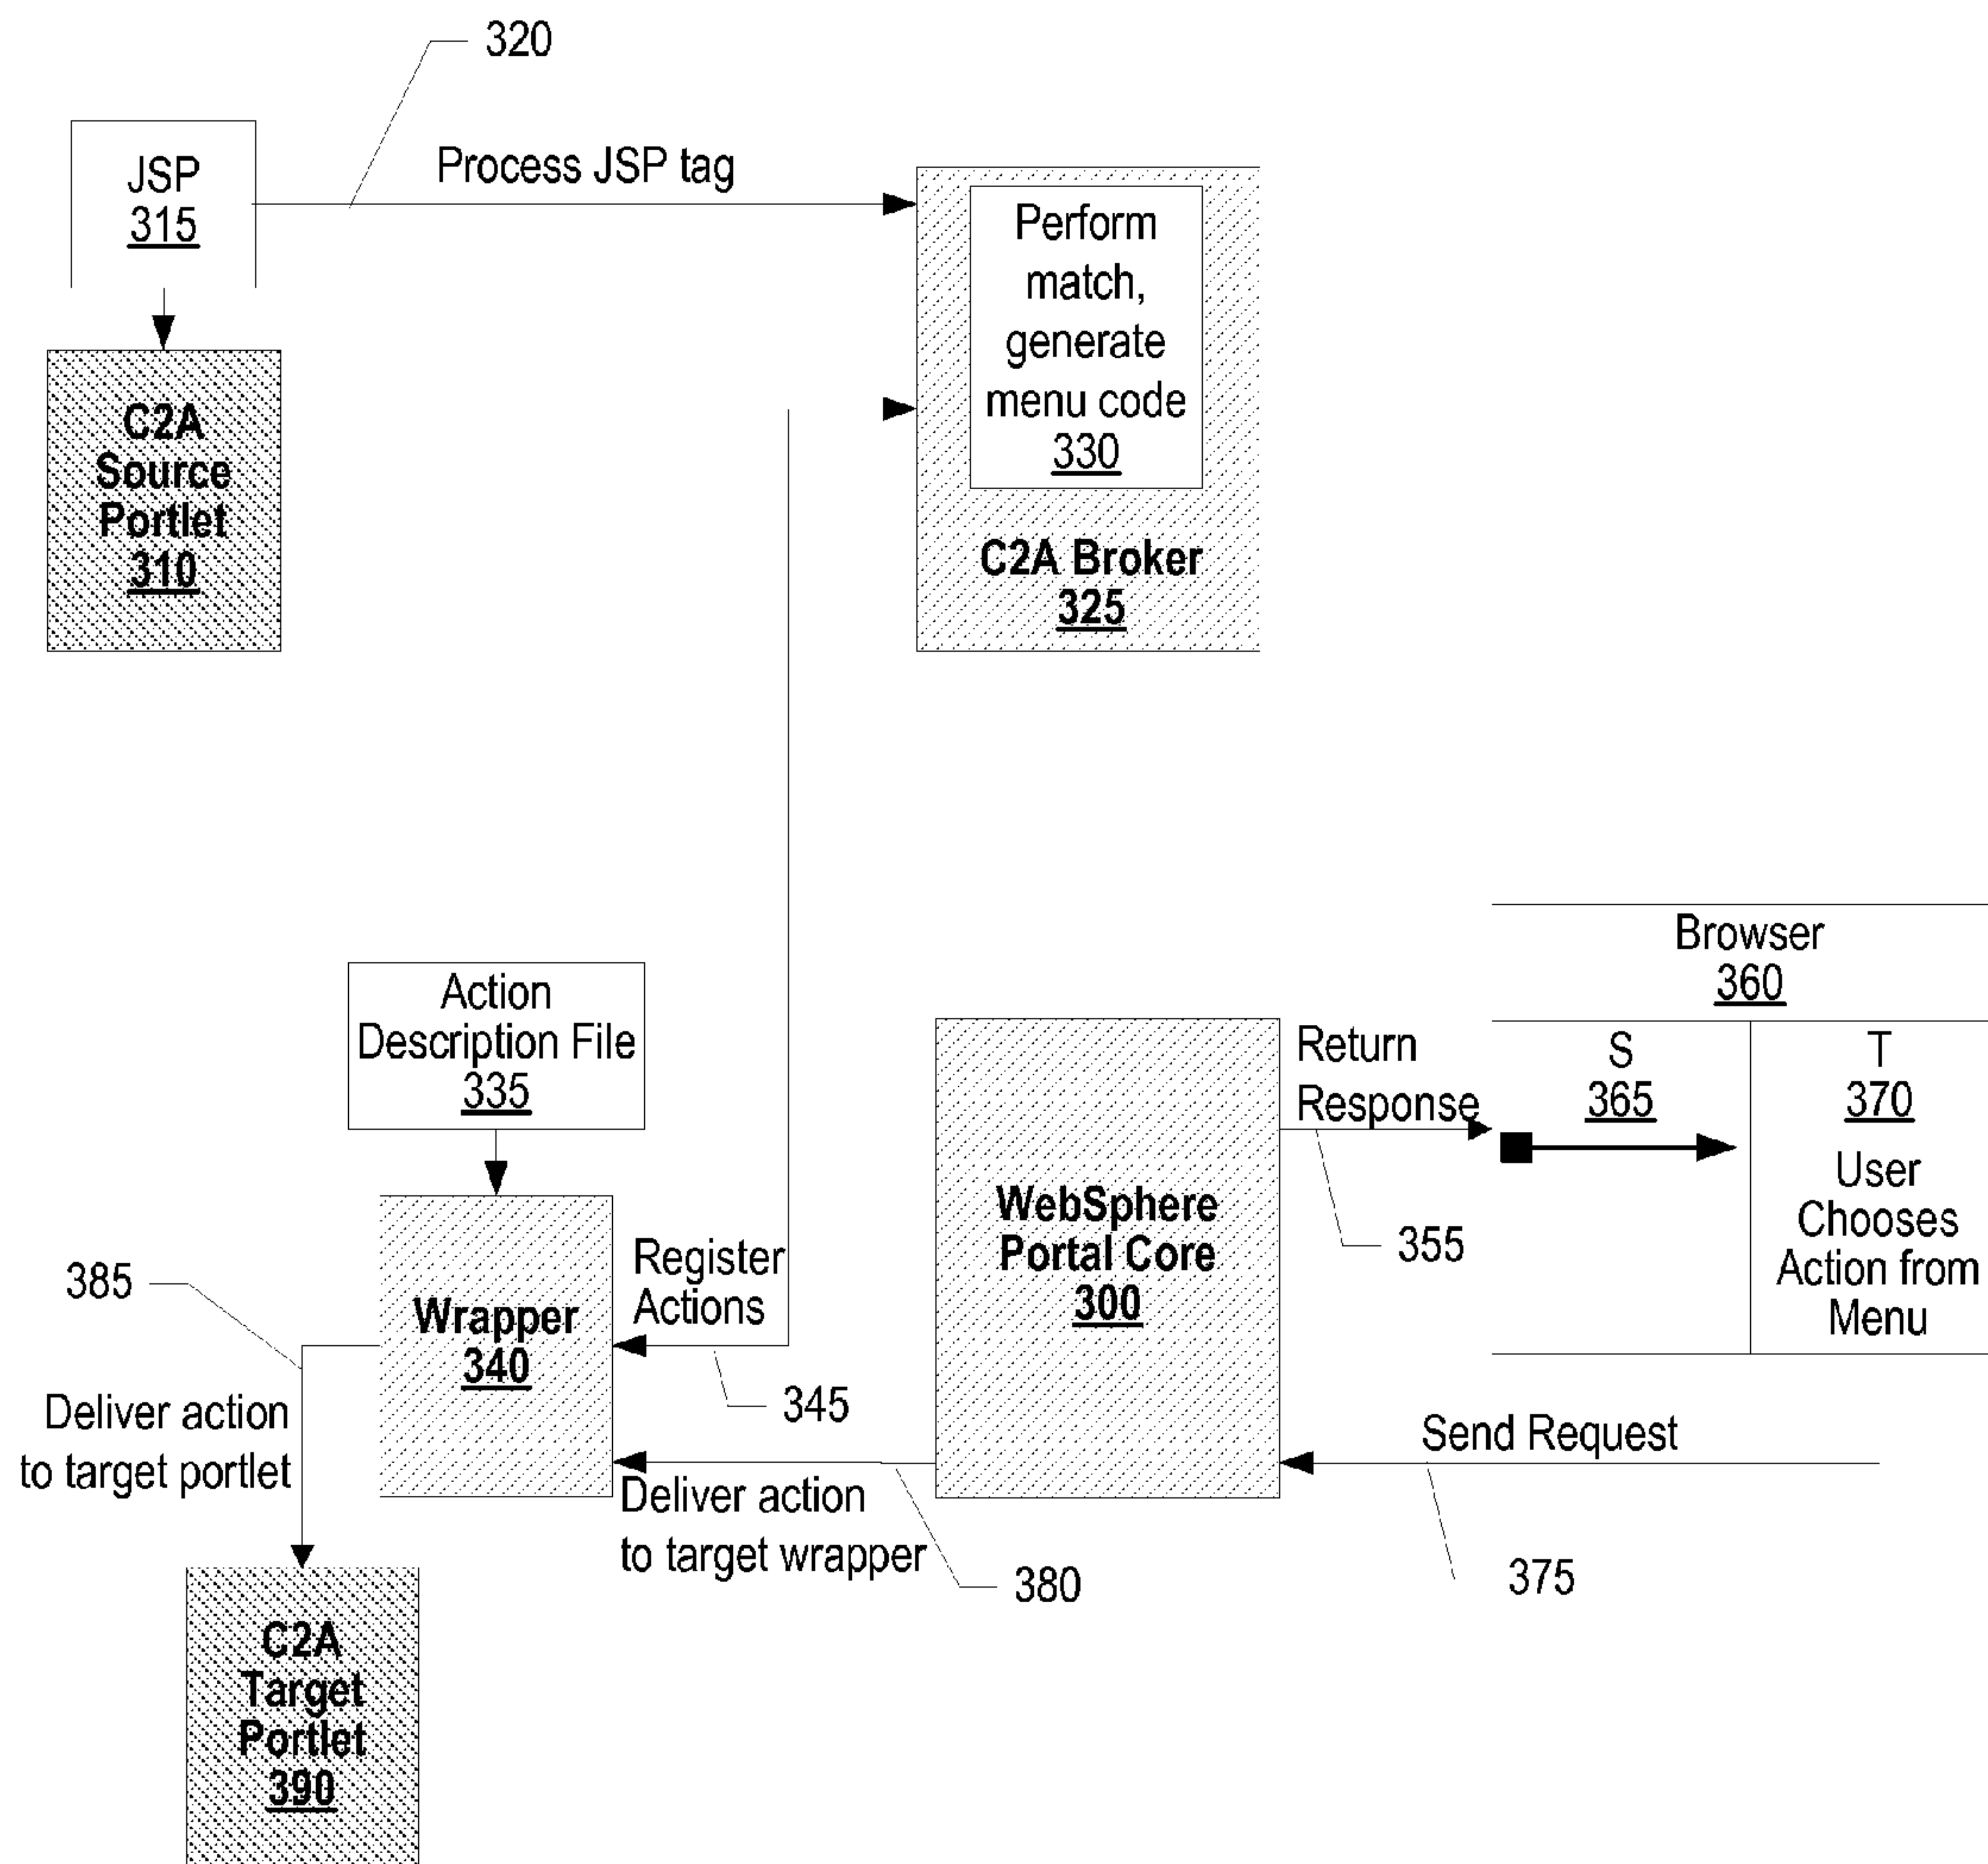 320
JSP
315
Process JSP tag
Perform
match,
generate
menu code
330
C2A Broker
325
C2A
Source
Portlet
310
Action
Description File
335
Wrapper
340
Register
Actions
345
WebSphere
Portal Core
300
Return
Response
355
Browser
360
S
365
T
370
User
Chooses
Action from
Menu
Send Request
375
Deliver action
to target wrapper
380
385
Deliver action
to target portlet
C2A
Target
Portlet
390